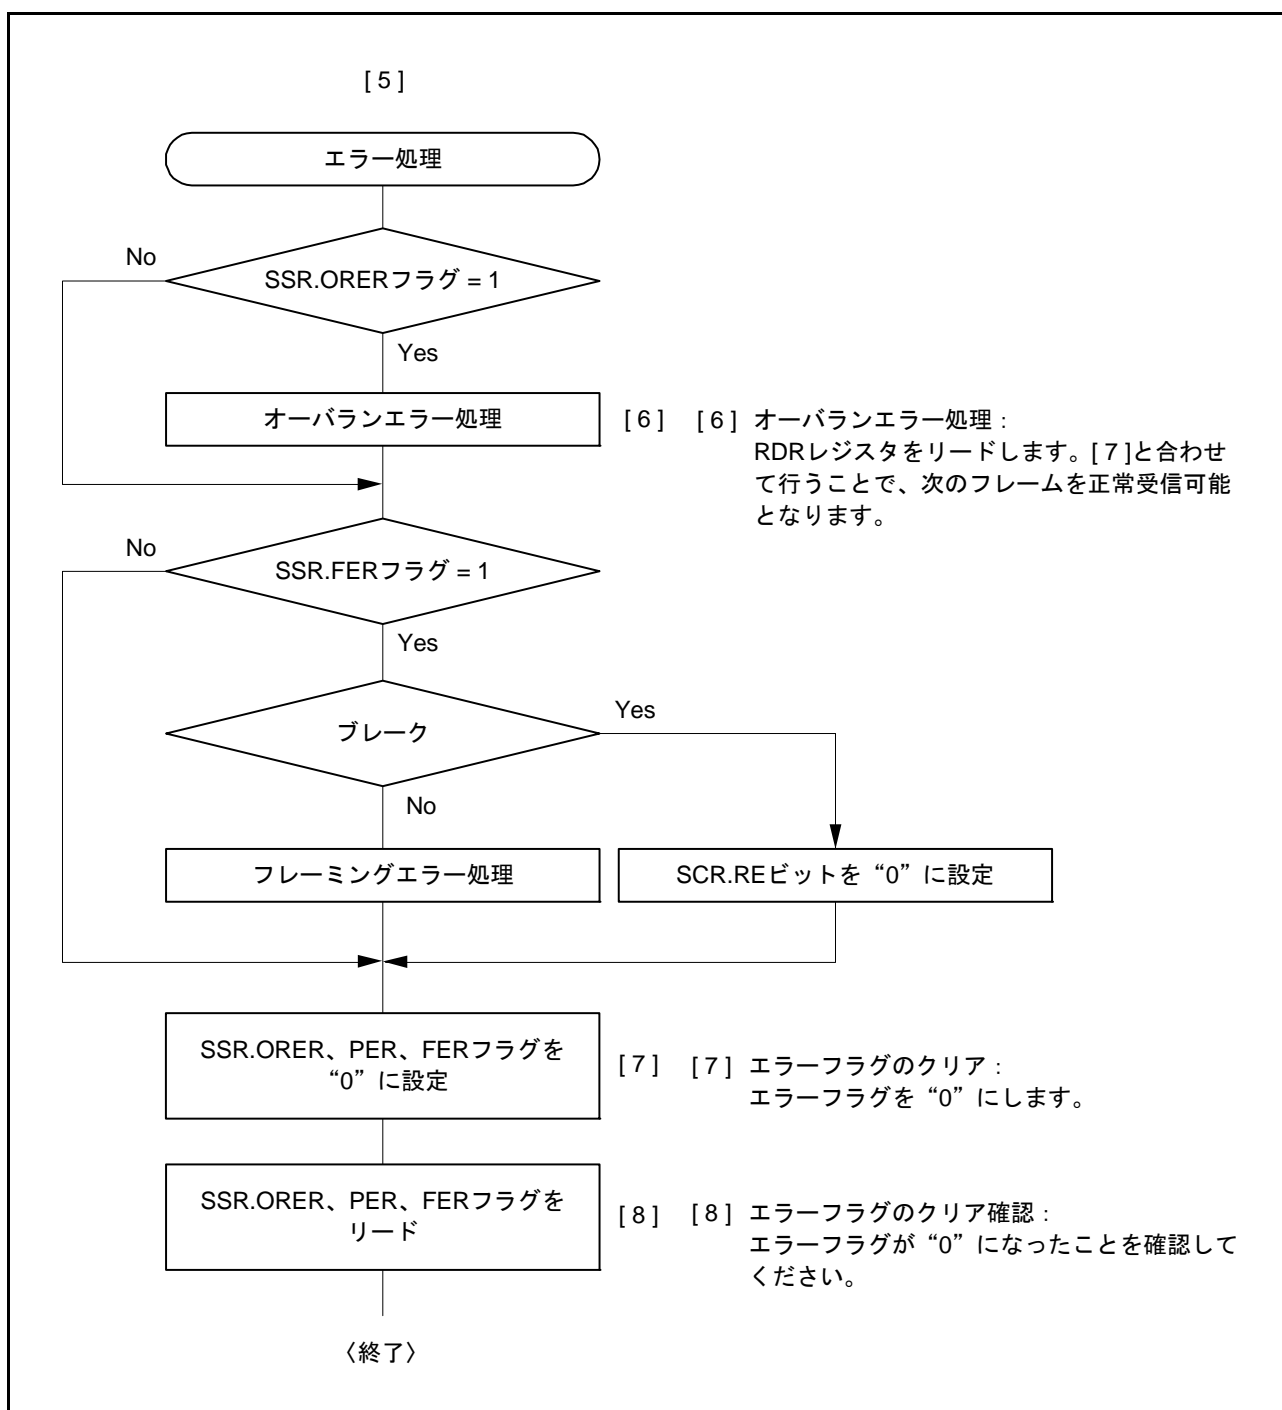 [ 5 ]
エラー処理
No
SSR.ORERフラグ = 1
Yes
オーバランエラー処理
[ 6 ]
[ 6 ] オーバランエラー処理 :
RDRレジスタをリードします。[ 7 ]と合わせ
て行うことで、次のフレームを正常受信可能
となります。
No
SSR.FERフラグ = 1
Yes
ブレーク
Yes
No
フレーミングエラー処理
SCR.REビットを“0”に設定
SSR.ORER、PER、FERフラグを
“0”に設定
[ 7 ]
[ 7 ] エラーフラグのクリア :
エラーフラグを“0”にします。
SSR.ORER、PER、FERフラグを
リード
[ 8 ]
[ 8 ] エラーフラグのクリア確認 :
エラーフラグが“0”になったことを確認して
ください。
〈終了〉